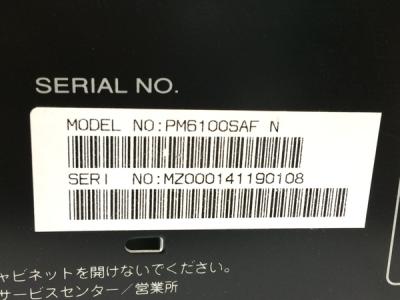 SERIAL NO.
MODEL NO:PM6100SAF N
SERI NO:MZ000141190108
ャビネットを開けないでください。
サービスセンター／営業所